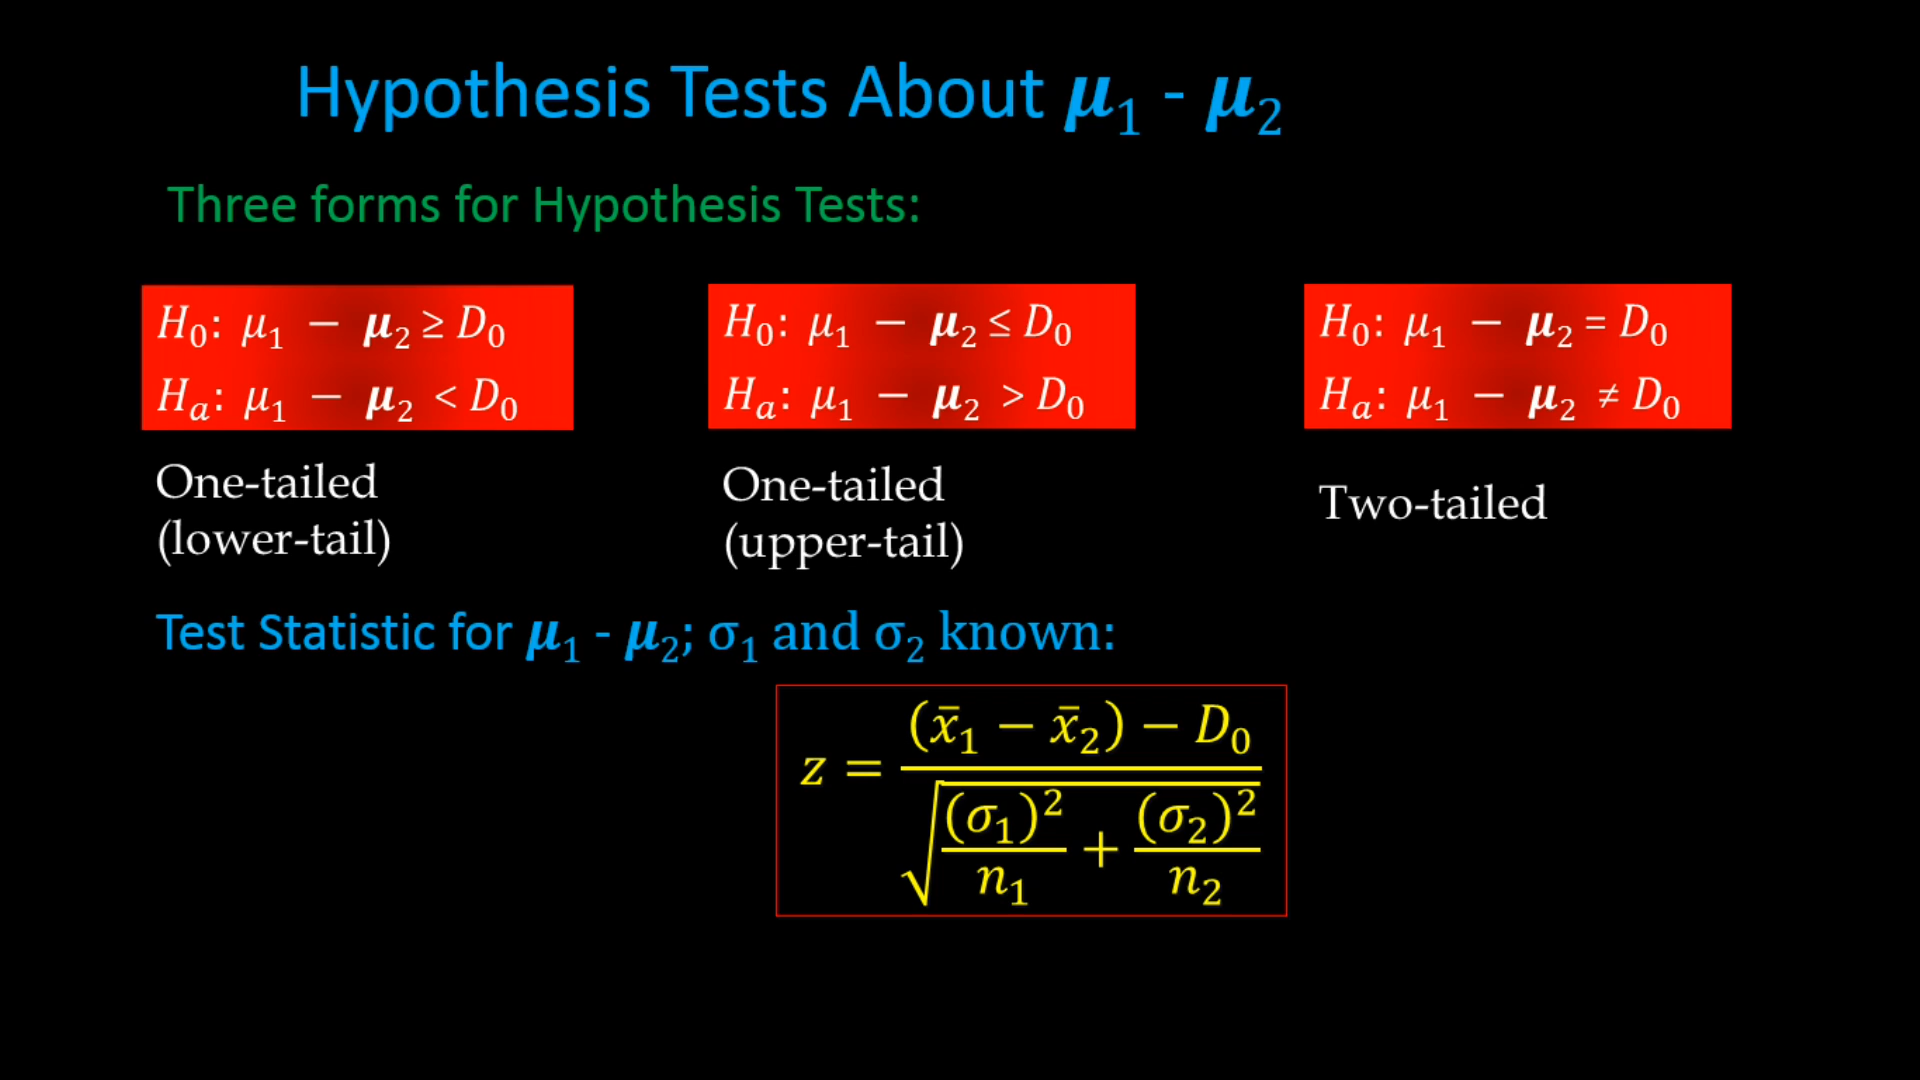 Hypothesis Tests About μ₁ - μ₂
Three forms for Hypothesis Tests:
H₀: μ₁ − μ₂ ≥ D₀
Hₐ: μ₁ − μ₂ < D₀
One-tailed
(lower-tail)
H₀: μ₁ − μ₂ ≤ D₀
Hₐ: μ₁ − μ₂ > D₀
One-tailed
(upper-tail)
H₀: μ₁ − μ₂ = D₀
Hₐ: μ₁ − μ₂ ≠ D₀
Two-tailed
Test Statistic for μ₁ - μ₂; σ₁ and σ₂ known:
z = ((x̄₁ − x̄₂) − D₀) / √((σ₁)²/n₁ + (σ₂)²/n₂)